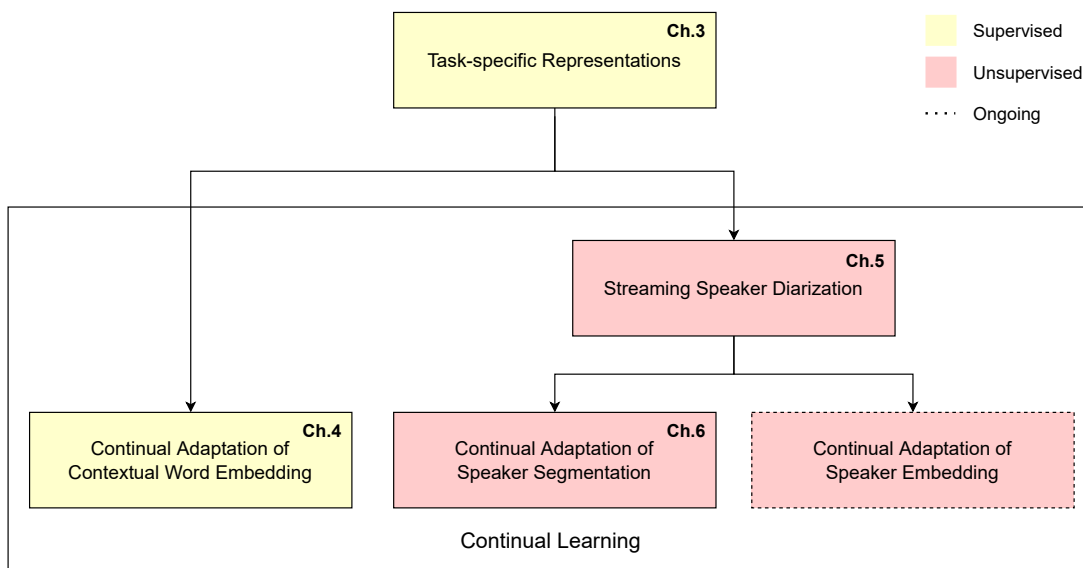 Ch.3
Task-specific Representations
Supervised
Unsupervised
Ongoing
Ch.5
Streaming Speaker Diarization
Ch.4
Continual Adaptation of
Contextual Word Embedding
Ch.6
Continual Adaptation of
Speaker Segmentation
Continual Adaptation of
Speaker Embedding
Continual Learning